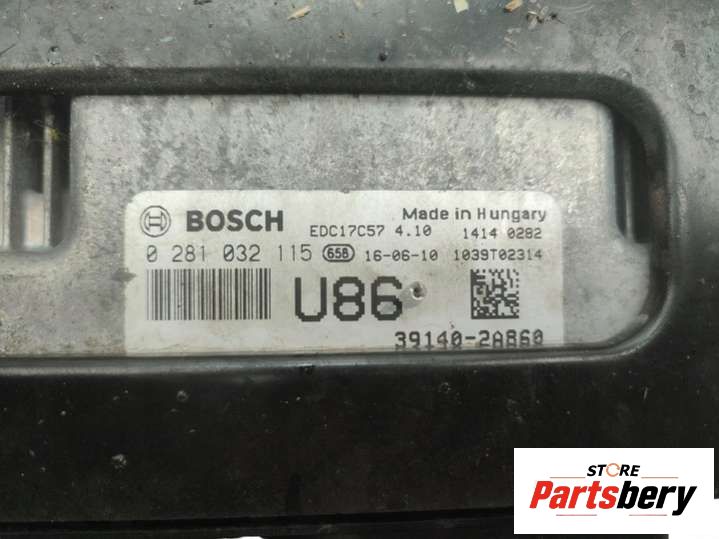 BOSCH EDC17C57 4.10 Made in Hungary 1414 0282
0 281 032 115 658 16-06-10 1039T02314
U86
39140-2A860
STORE
Partsbery